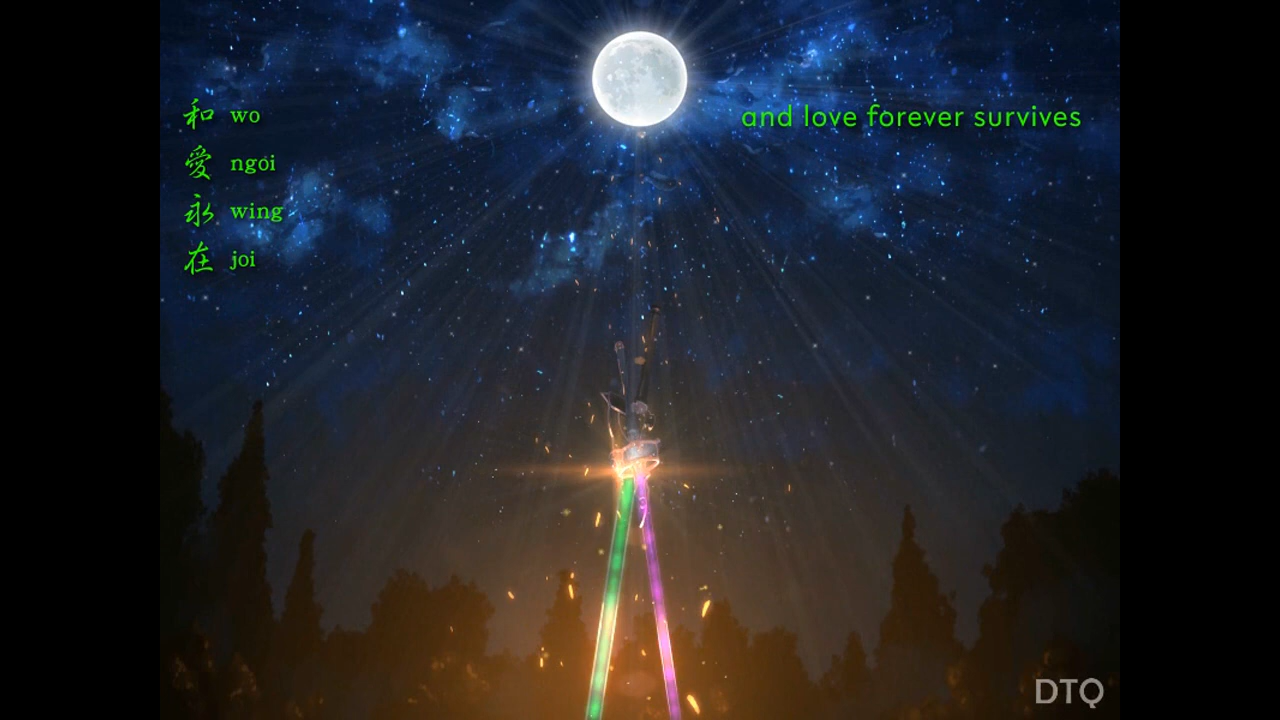 和 wo
愛 ngoi
永 wing
在 joi
and love forever survives
DTQ